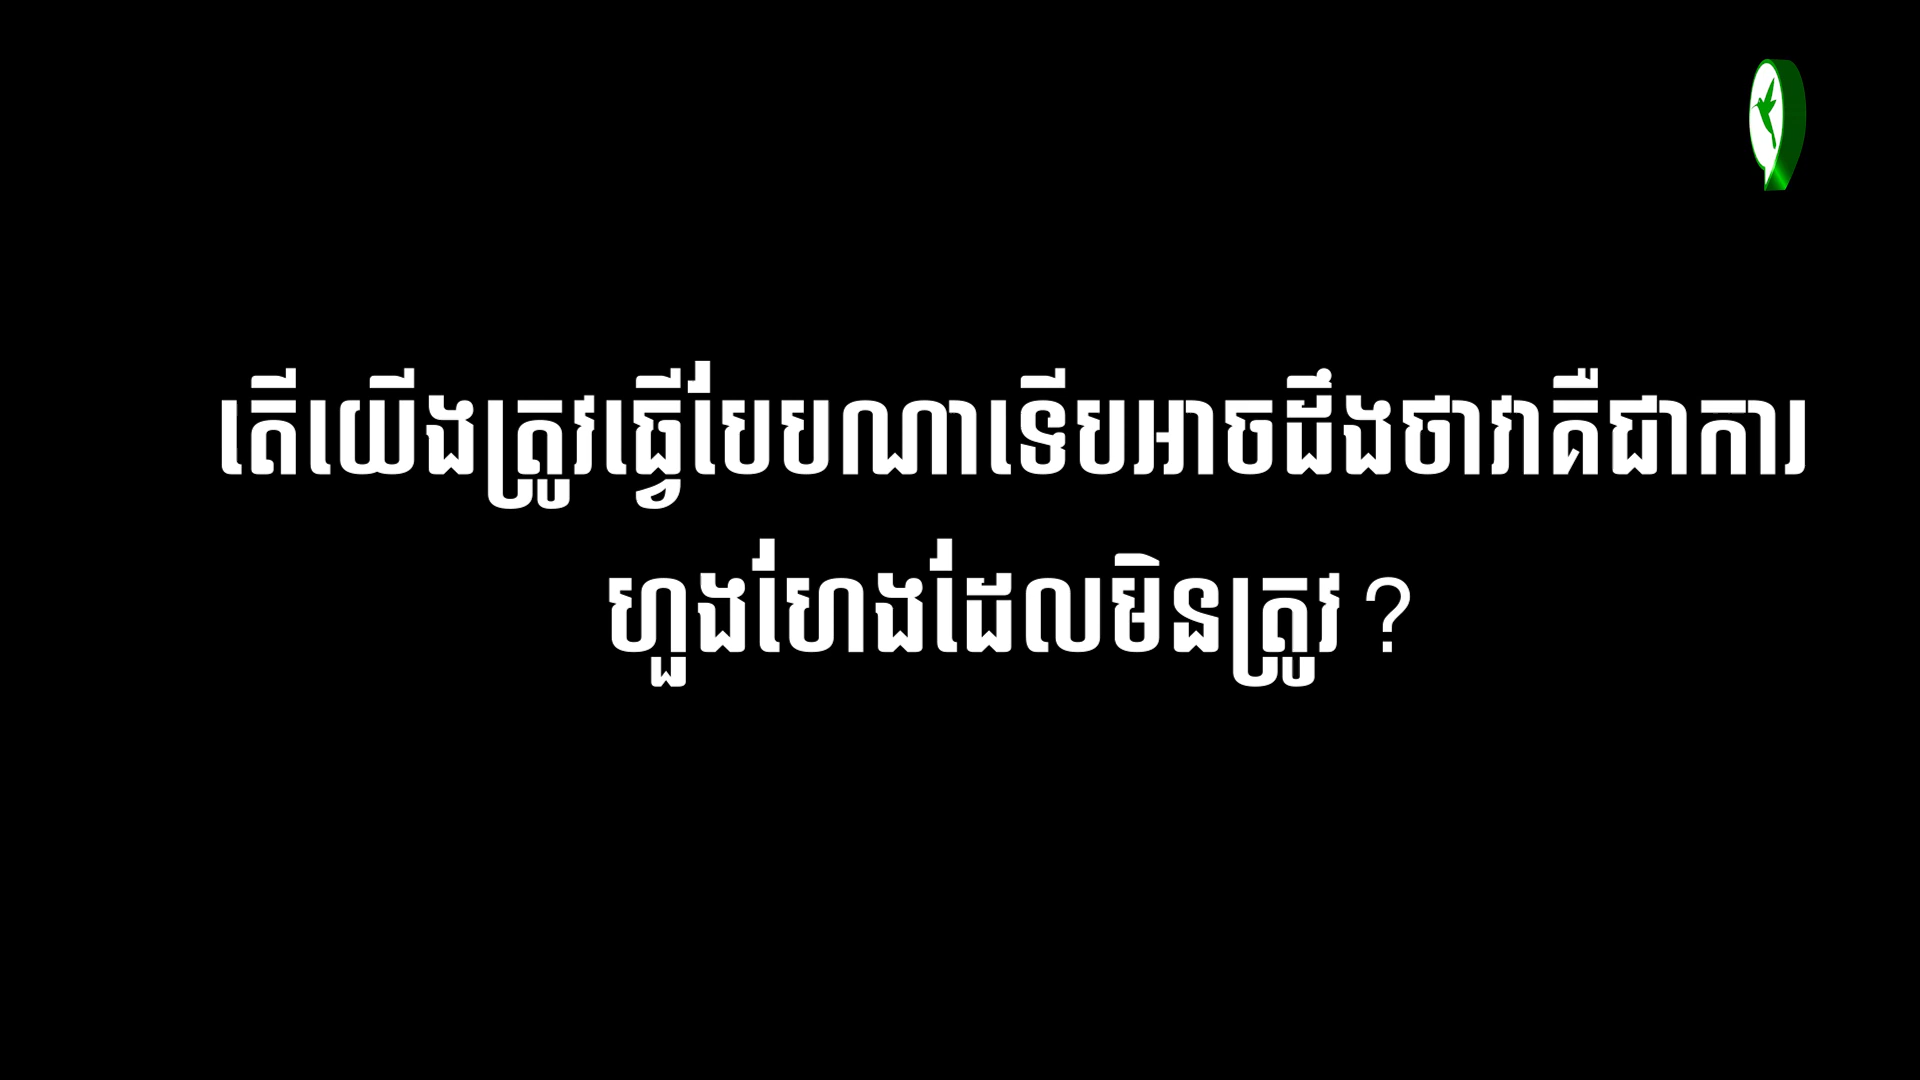 តើយើងត្រូវធ្វើបែបណាទើបអាចដឹងថាវាគឺជាការ
ហួងហែងដែលមិនត្រូវ ?